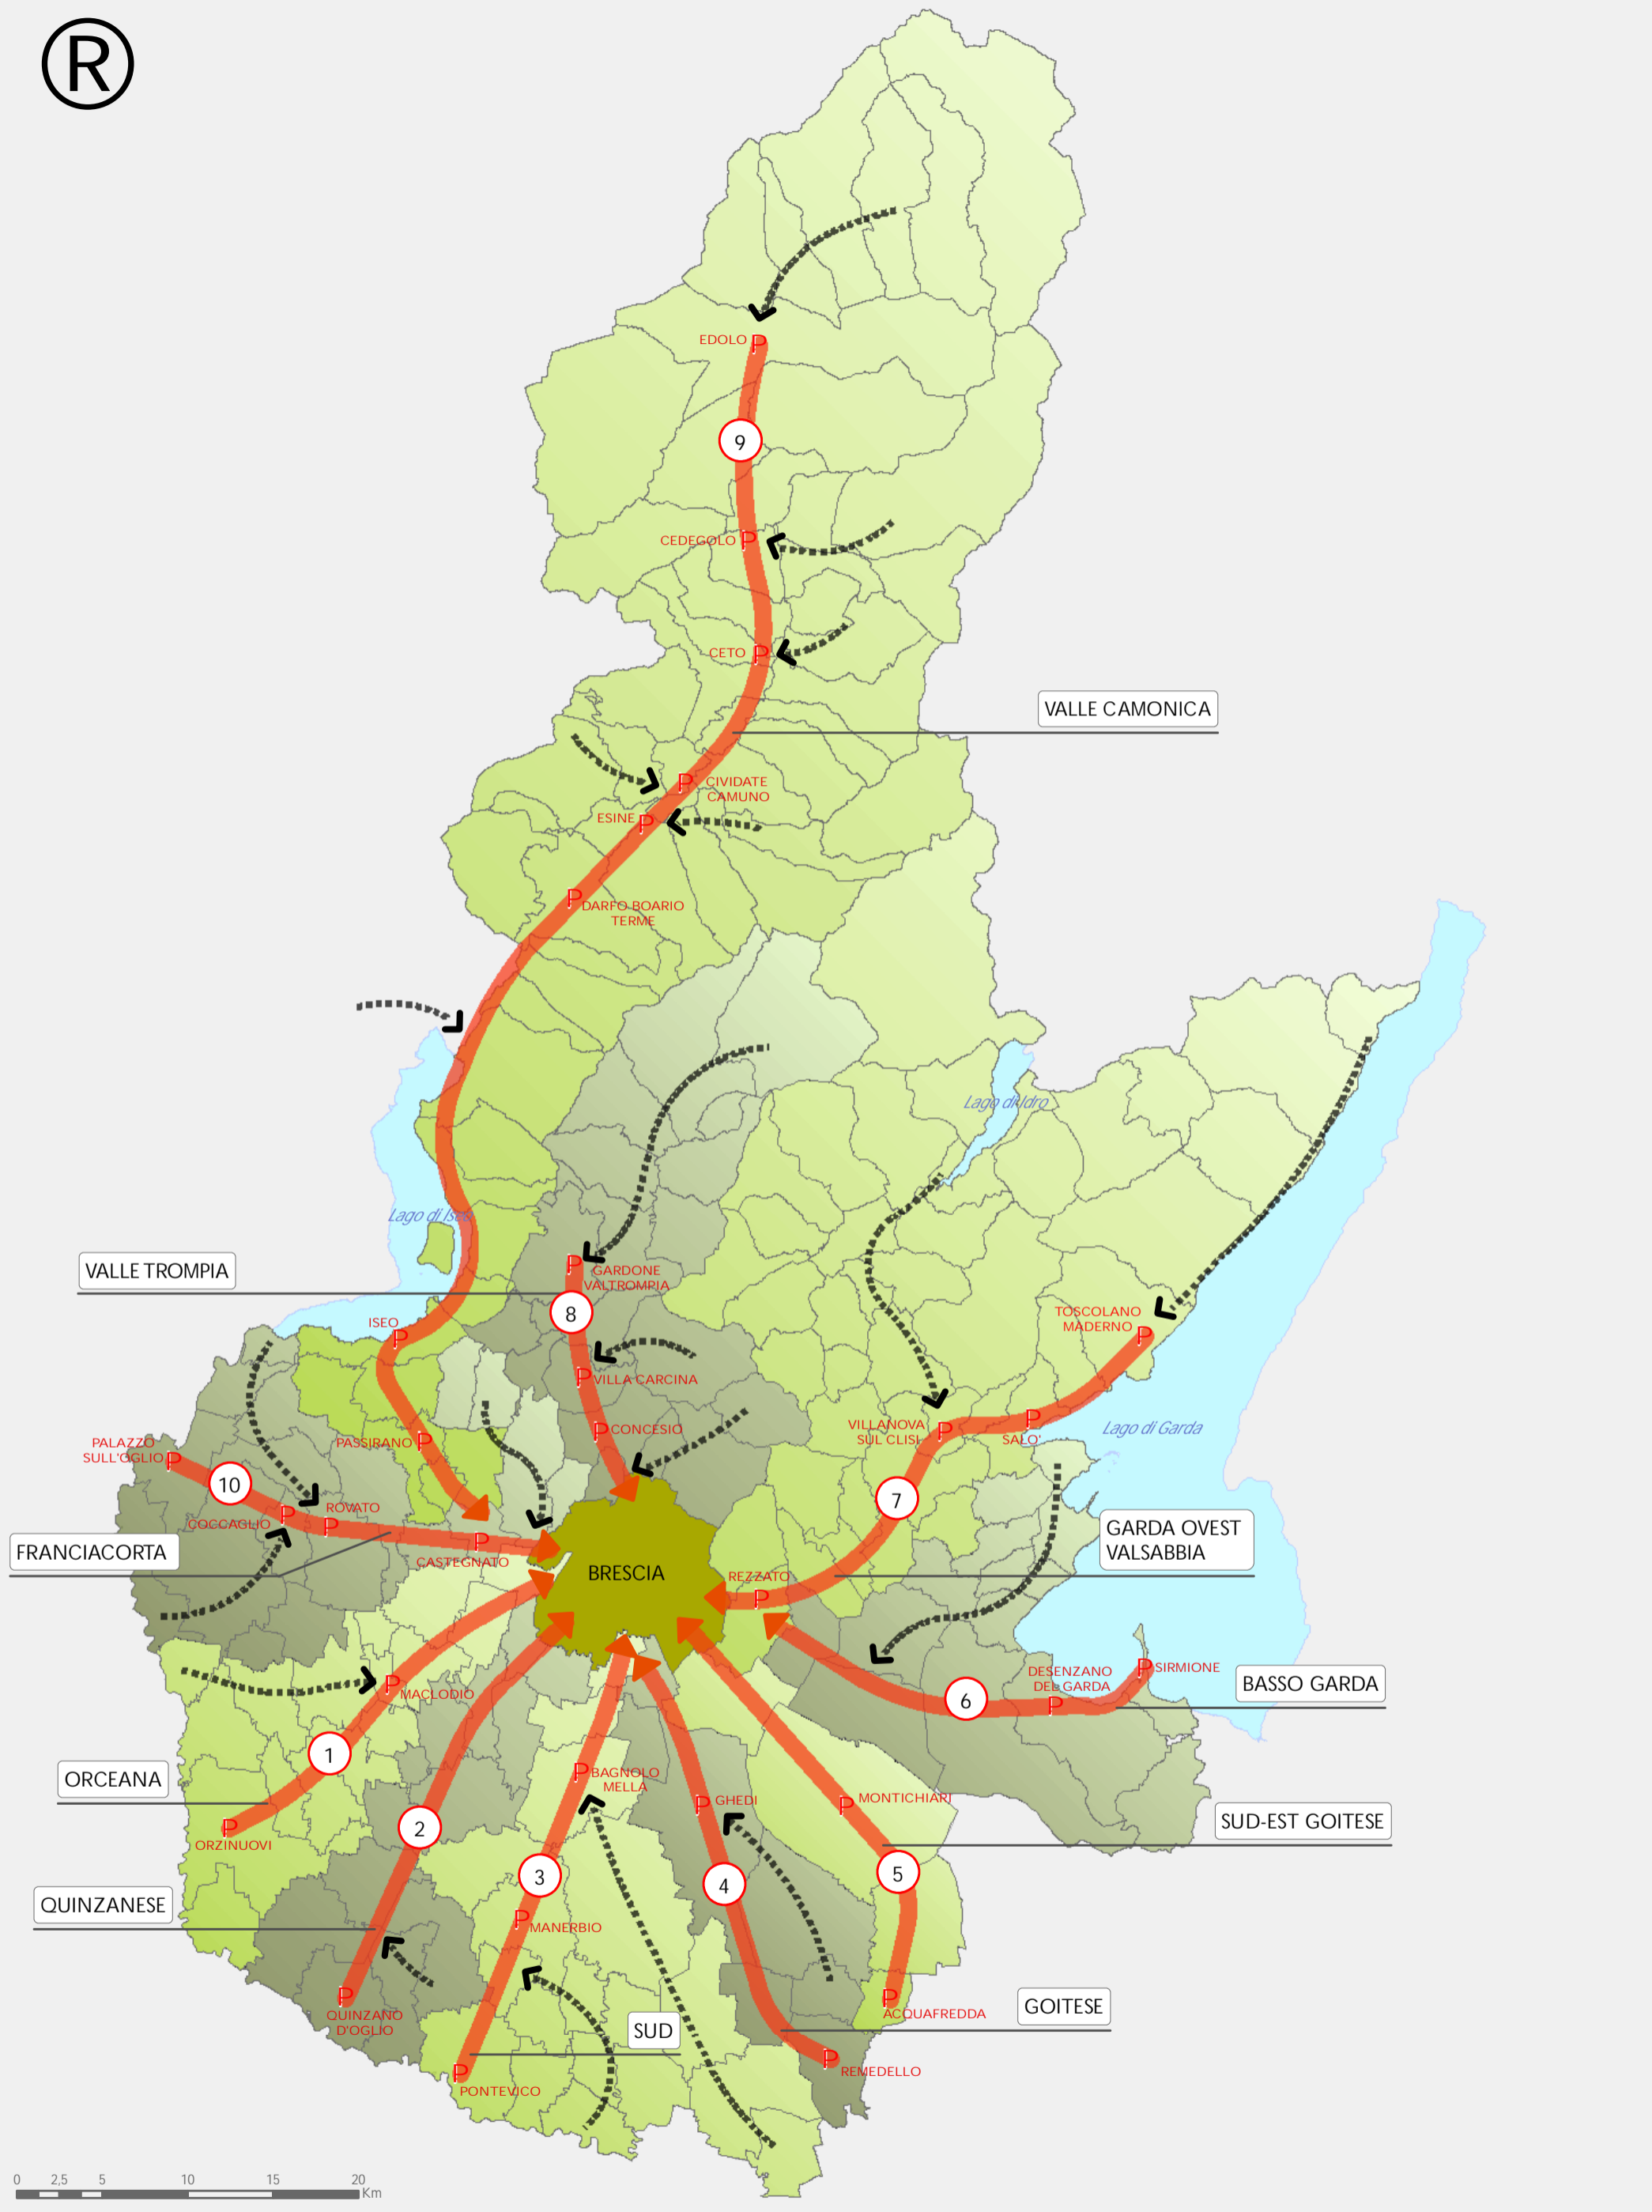 ®
EDOLO P
9
CEDEGOLO P
CETO P
VALLE CAMONICA
P CIVIDATE
CAMUNO
ESINE P
P DARFO BOARIO
TERME
Lago di Idro
Lago di Iseo
VALLE TROMPIA
P GARDONE
VALTROMPIA
8
ISEO
P
TOSCOLANO
MADERNO P
P VILLA CARCINA
P CONCESIO
VILLANOVA
SUL CLISI P
P
SALO'
Lago di Garda
PASSIRANO P
PALAZZO
SULL'OGLIO P
10
7
P ROVATO
COCCAGLIO P
FRANCIACORTA
P
CASTEGNATO
GARDA OVEST
VALSABBIA
BRESCIA
REZZATO
P
P SIRMIONE
DESENZANO
DEL GARDA
P
BASSO GARDA
6
P
MACLODIO
1
ORCEANA
P BAGNOLO
MELLA
P GHEDI
P MONTICHIARI
SUD-EST GOITESE
P
ORZINUOVI
2
3
4
5
QUINZANESE
P MANERBIO
P
QUINZANO
D'OGLIO
P
ACQUAFREDDA
GOITESE
SUD
P
REMEDELLO
P
PONTEVICO
0 2,5 5 10 15 20
Km